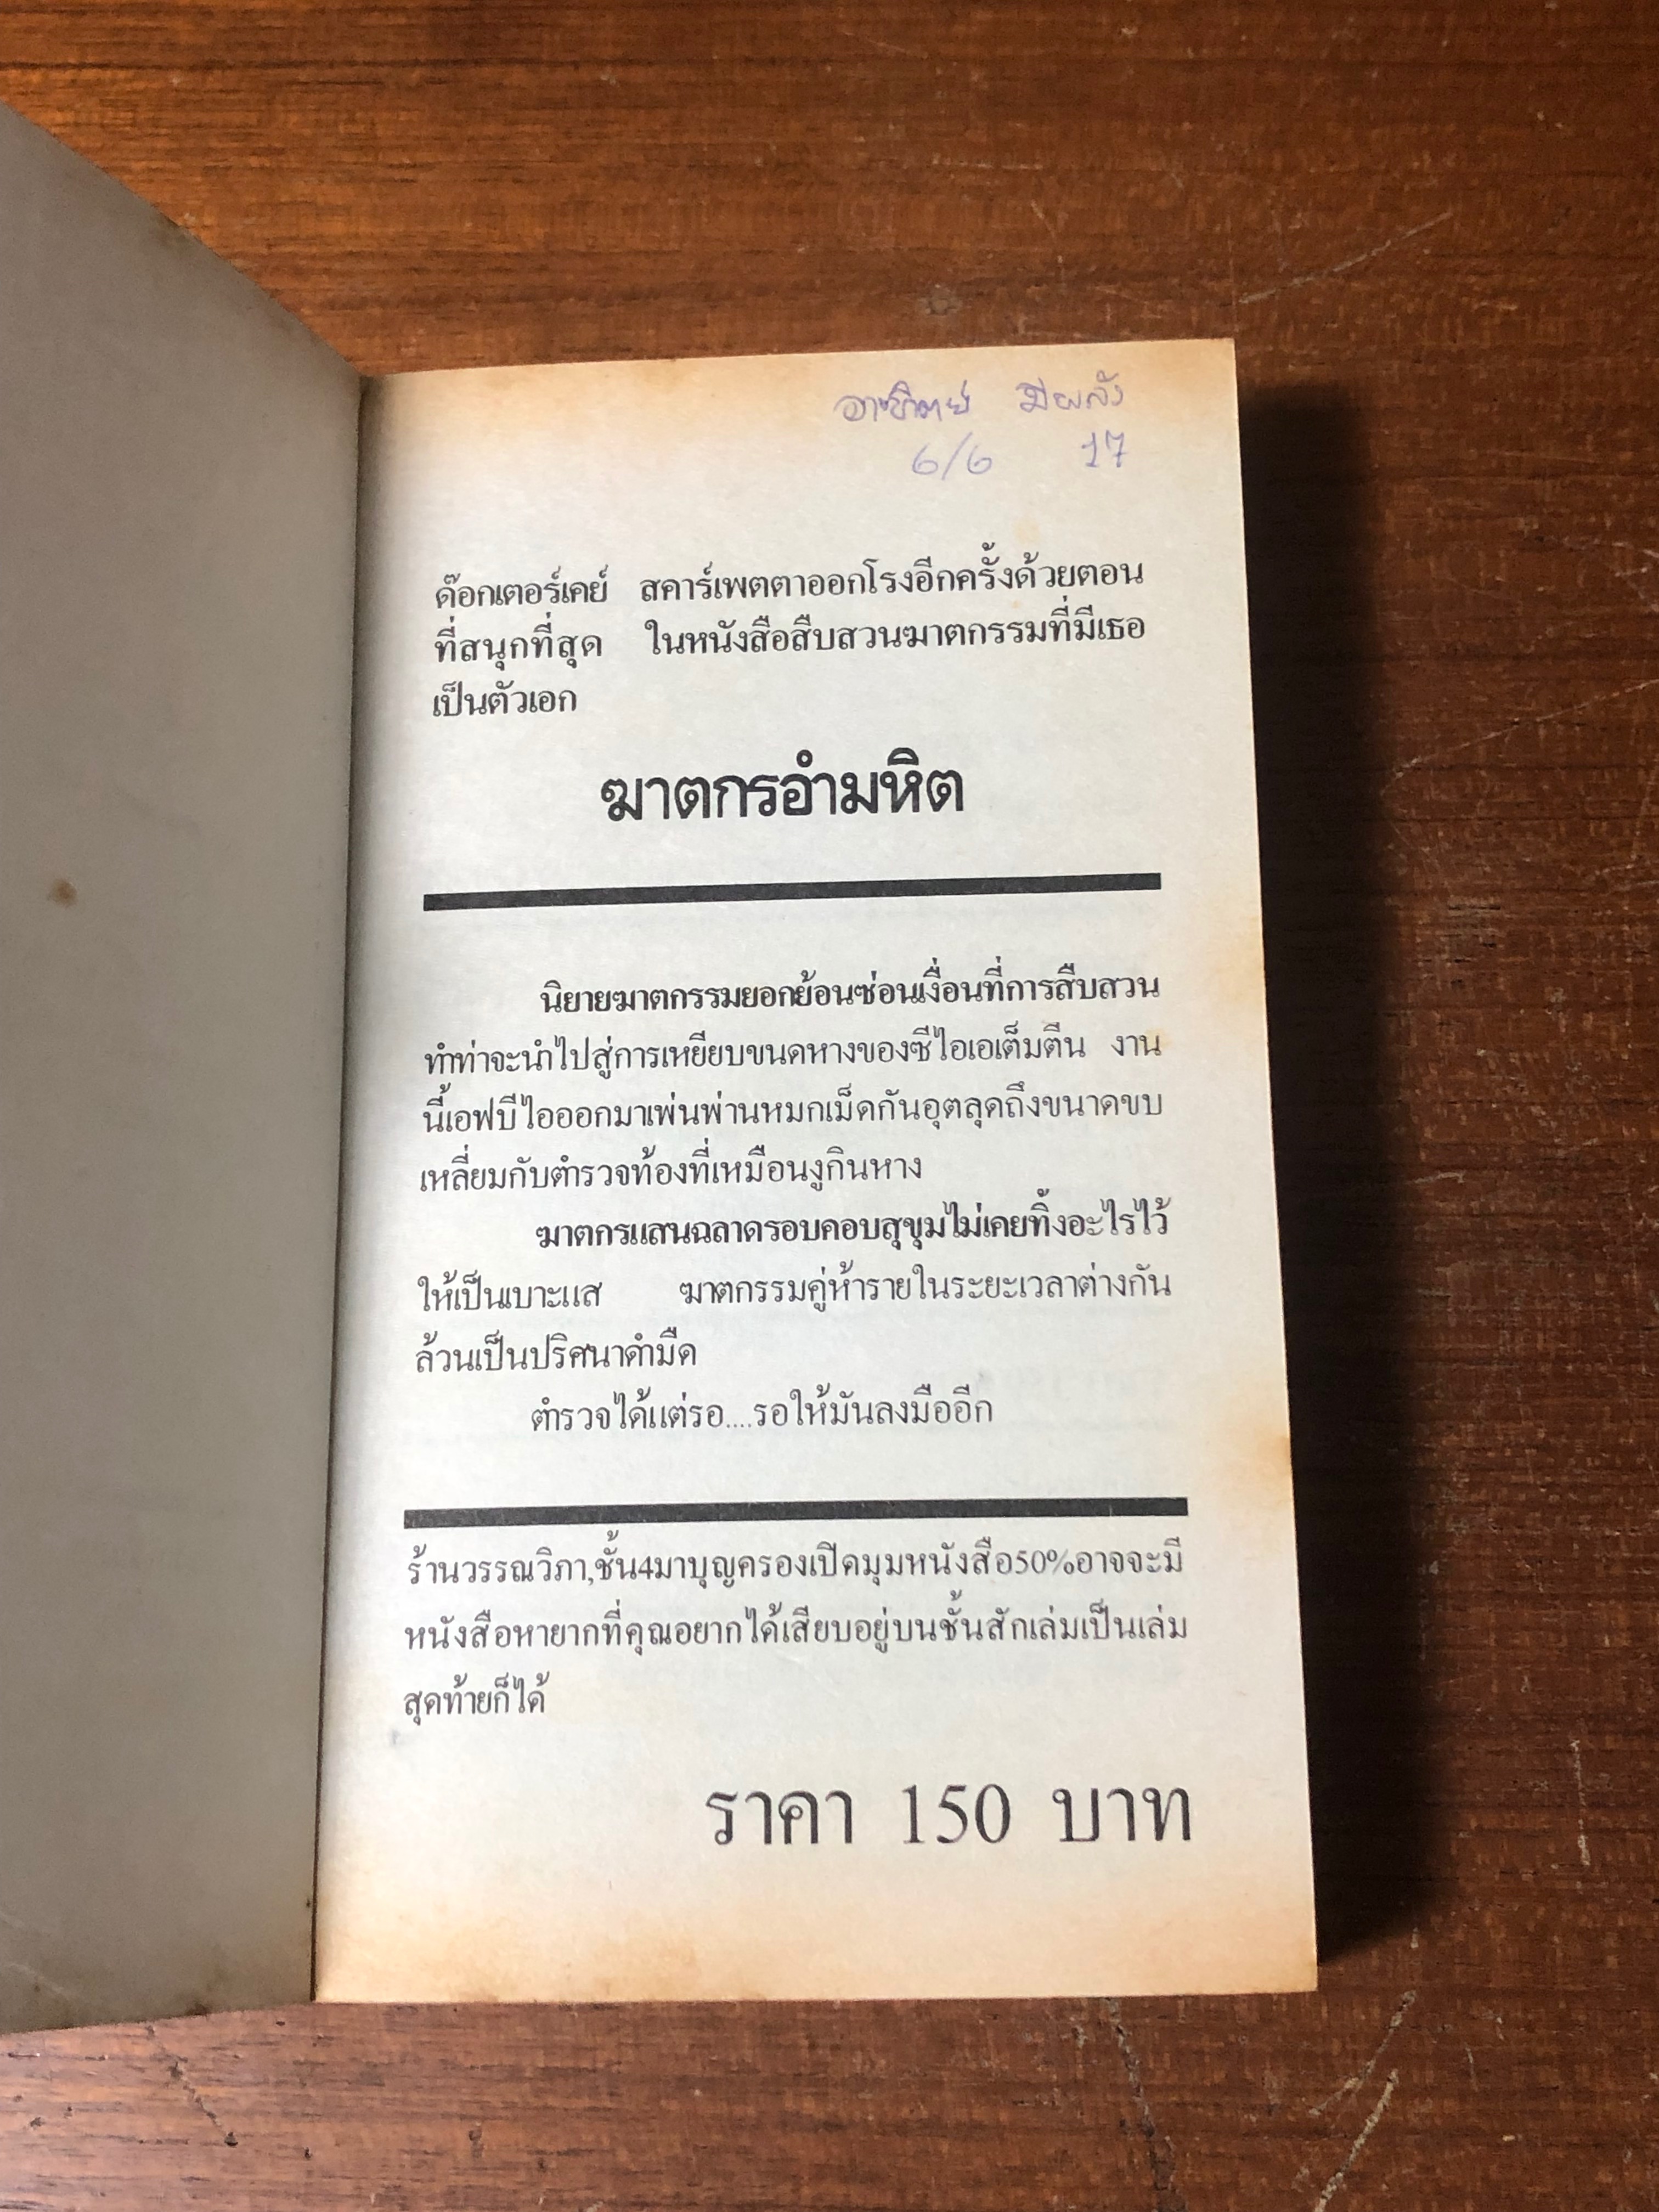 อาทิตย์ มีพลัง
6/6 17
ด๊อกเตอร์เคย์ สคาร์เพตตาออกโรงอีกครั้งด้วยตอน
ที่สนุกที่สุด ในหนังสือสืบสวนฆาตกรรมที่มีเธอ
เป็นตัวเอก
ฆาตกรอำมหิต
นิยายฆาตกรรมยอกย้อนซ่อนเงื่อนที่การสืบสวน
ทำท่าจะนำไปสู่การเหยียบขนดหางของซีไอเอเต็มตีน งาน
นี้เอฟบีไอออกมาเพ่นพ่านหมกเม็ดกันอุตลุดถึงขนาดขบ
เหลี่ยมกับตำรวจท้องที่เหมือนงูกินหาง
ฆาตกรแสนฉลาดรอบคอบสุขุมไม่เคยทิ้งอะไรไว้
ให้เป็นเบาะแส ฆาตกรรมคู่ห้ารายในระยะเวลาต่างกัน
ล้วนเป็นปริศนาดำมืด
ตำรวจได้แต่รอ....รอให้มันลงมืออีก
ร้านวรรณวิภา,ชั้น4มาบุญครองเปิดมุมหนังสือ50%อาจจะมี
หนังสือหายากที่คุณอยากได้เสียบอยู่บนชั้นสักเล่มเป็นเล่ม
สุดท้ายก็ได้
ราคา 150 บาท